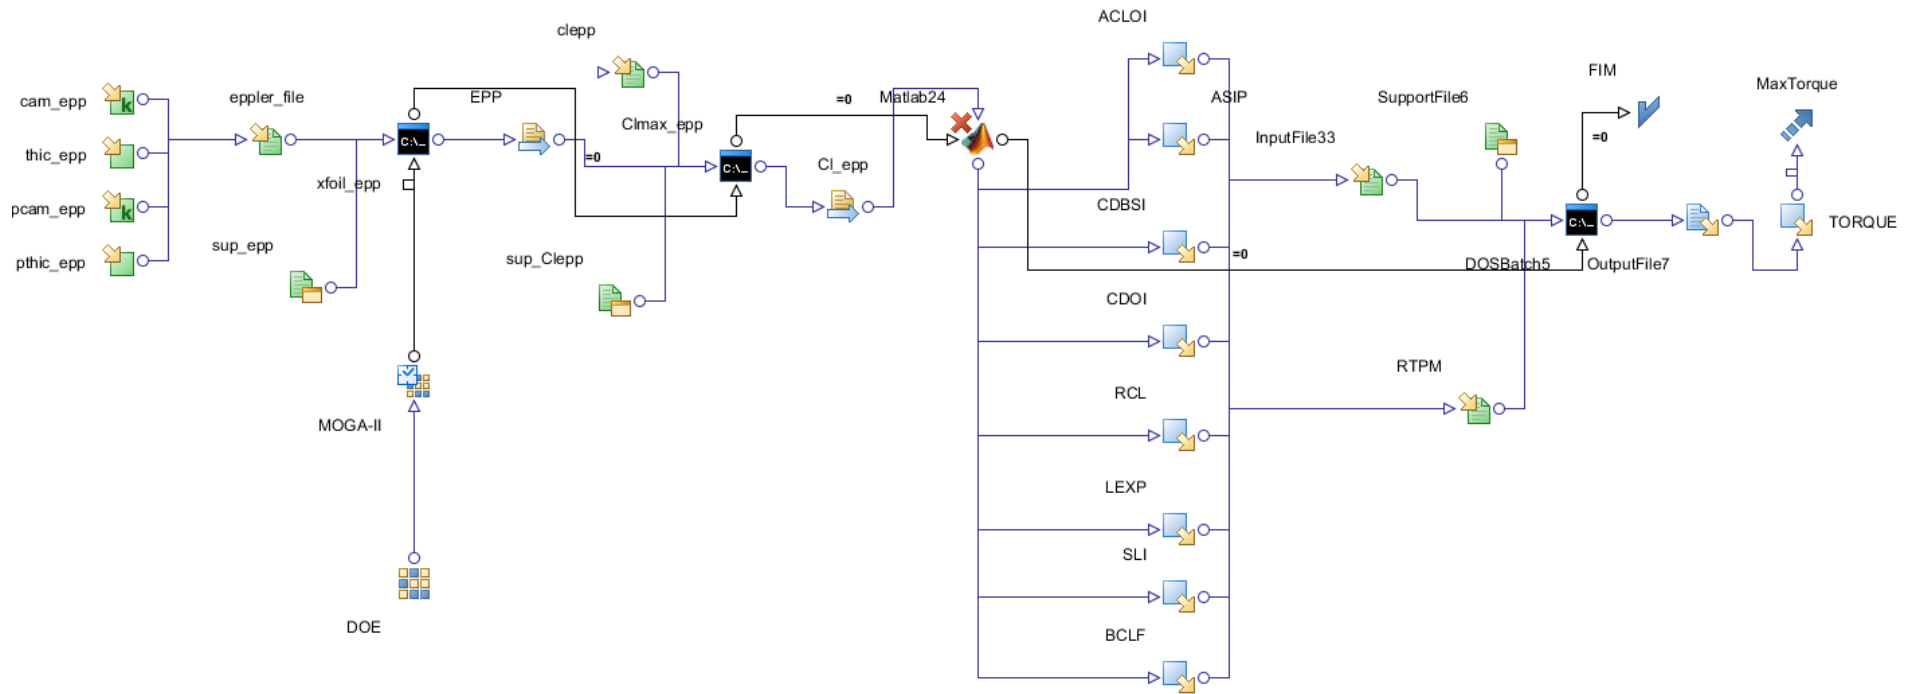 ACLOI
clepp
FIM
MaxTorque
cam_epp
eppler_file
EPP
=0
Matlab24
ASIP
SupportFile6
C:\_
Clmax_epp
=0
InputFile33
thic_epp
=0
C:\_
Cl_epp
xfoil_epp
C:\_
k
k
pcam_epp
CDBSI
TORQUE
sup_epp
sup_Clepp
=0
DOSBatch5
OutputFile7
pthic_epp
CDOI
RTPM
MOGA-II
RCL
LEXP
SLI
DOE
BCLF